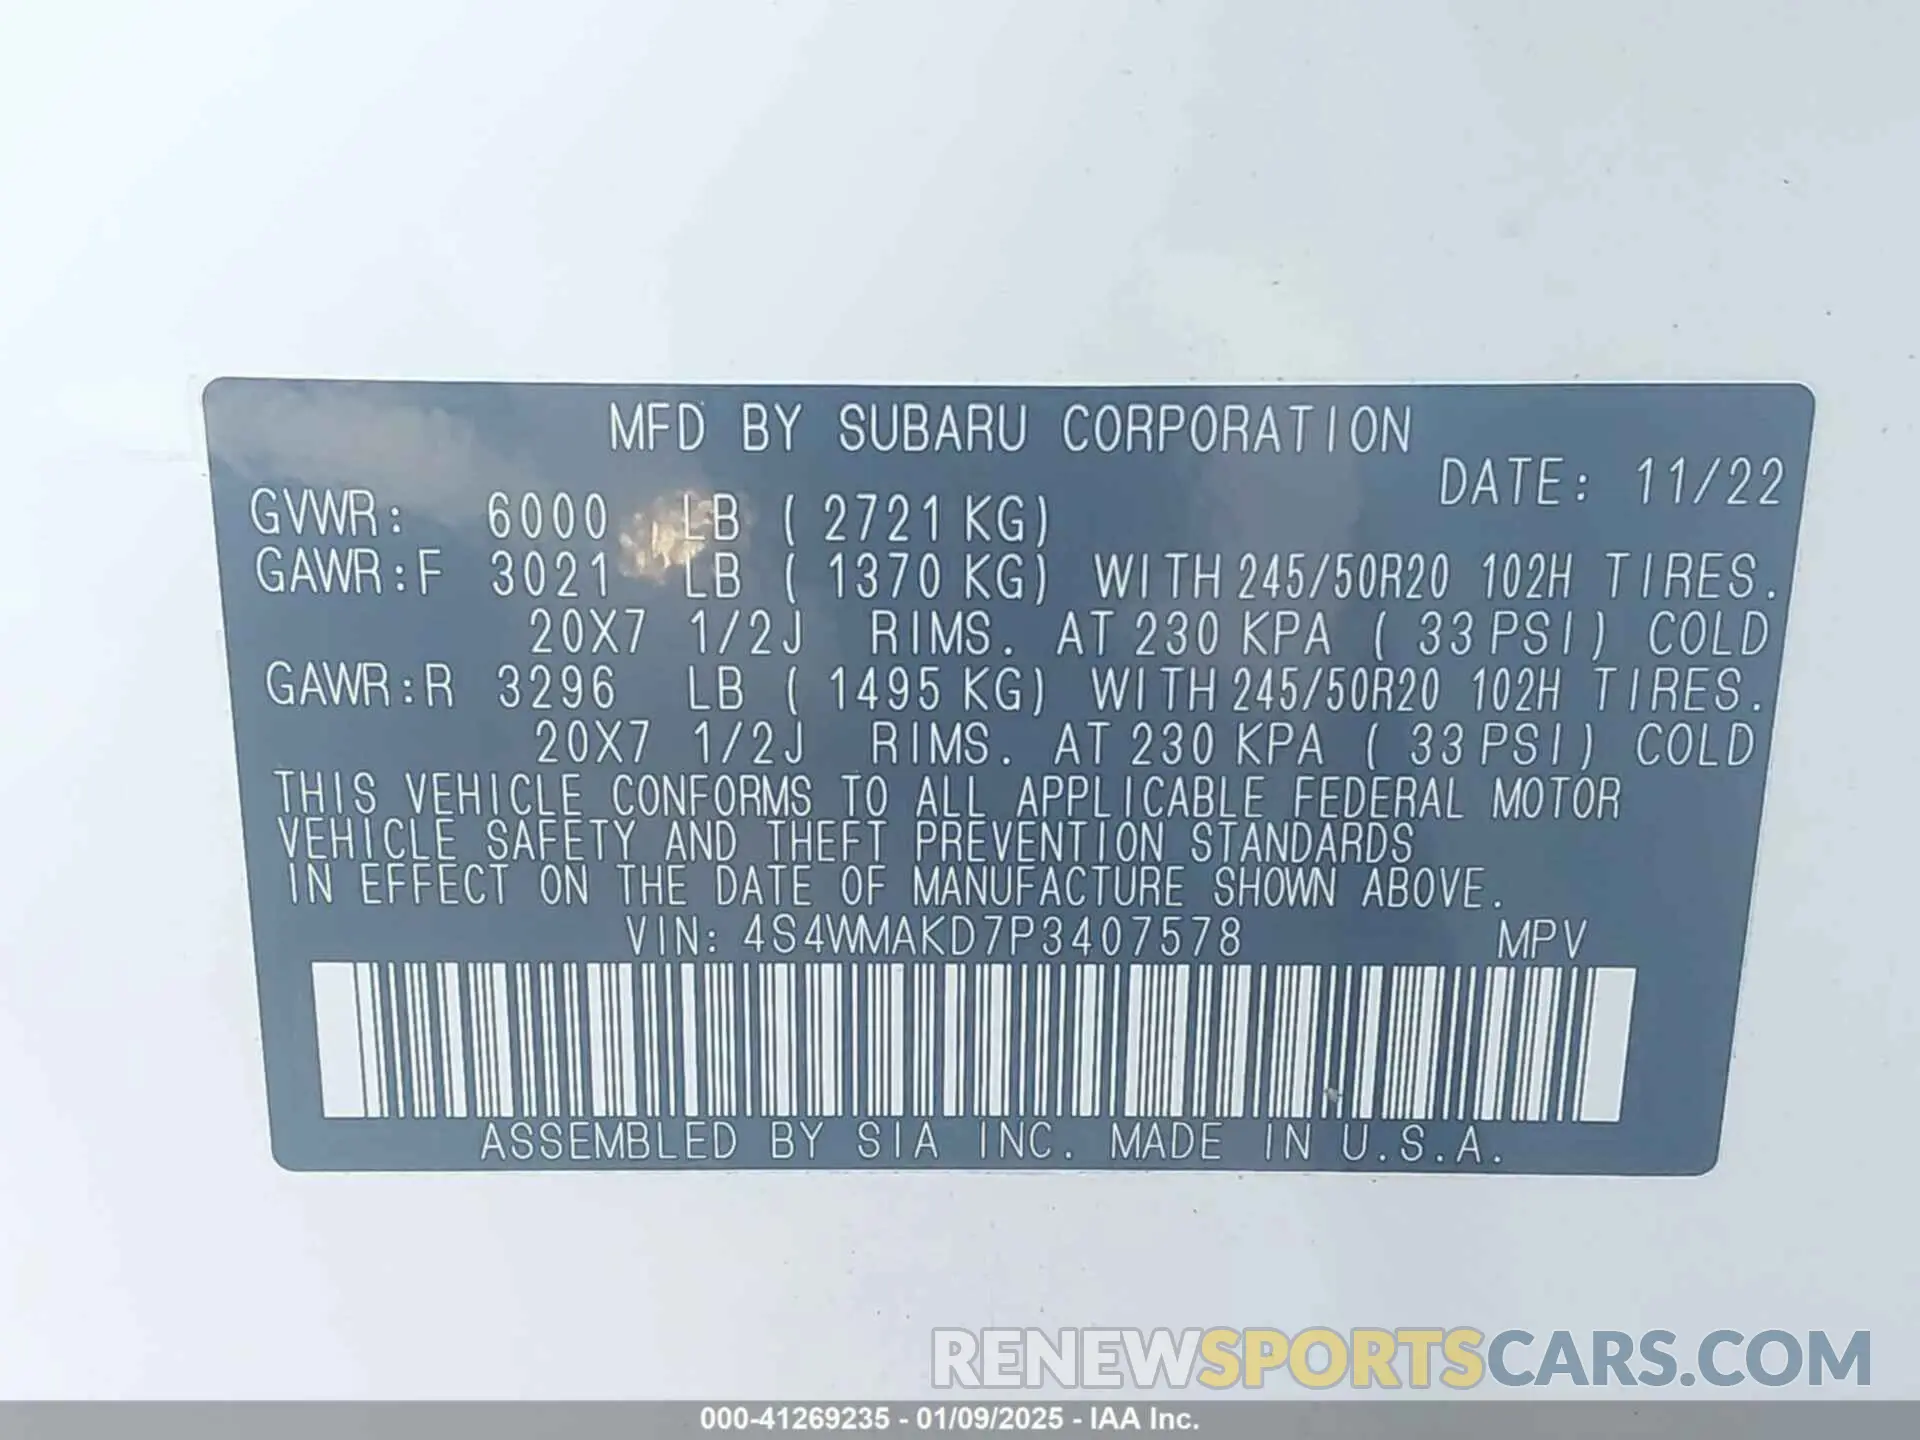 MFD BY SUBARU CORPORATION
DATE: 11/22
GVWR: 6000 LB ( 2721 KG)
GAWR:F 3021 LB ( 1370 KG) WITH 245/50R20 102H TIRES.
20X7 1/2J RIMS. AT 230 KPA ( 33 PSI) COLD
GAWR:R 3296 LB ( 1495 KG) WITH 245/50R20 102H TIRES.
20X7 1/2J RIMS. AT 230 KPA ( 33 PSI) COLD
THIS VEHICLE CONFORMS TO ALL APPLICABLE FEDERAL MOTOR
VEHICLE SAFETY AND THEFT PREVENTION STANDARDS
IN EFFECT ON THE DATE OF MANUFACTURE SHOWN ABOVE.
VIN: 4S4WMAKD7P3407578 MPV
ASSEMBLED BY SIA INC. MADE IN U.S.A.
RENEWSPORTSCARS.COM
000-41269235 - 01/09/2025 - IAA Inc.